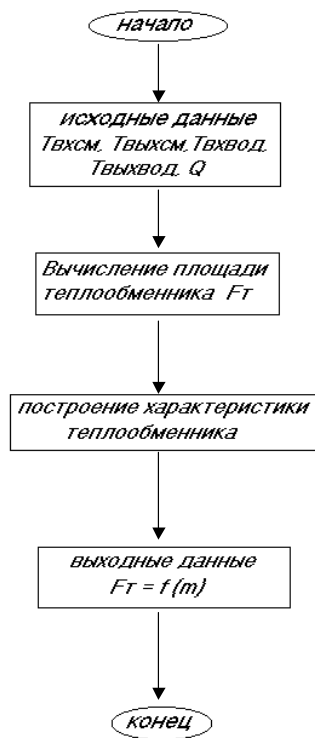 начало
исходные данные
Твхсм, Твыхсм,Твхвод,
Твыхвод, Q
Вычисление площади
теплообменника Fт
построение характеристики
теплообменника
выходные данные
Fт = f (m)
конец